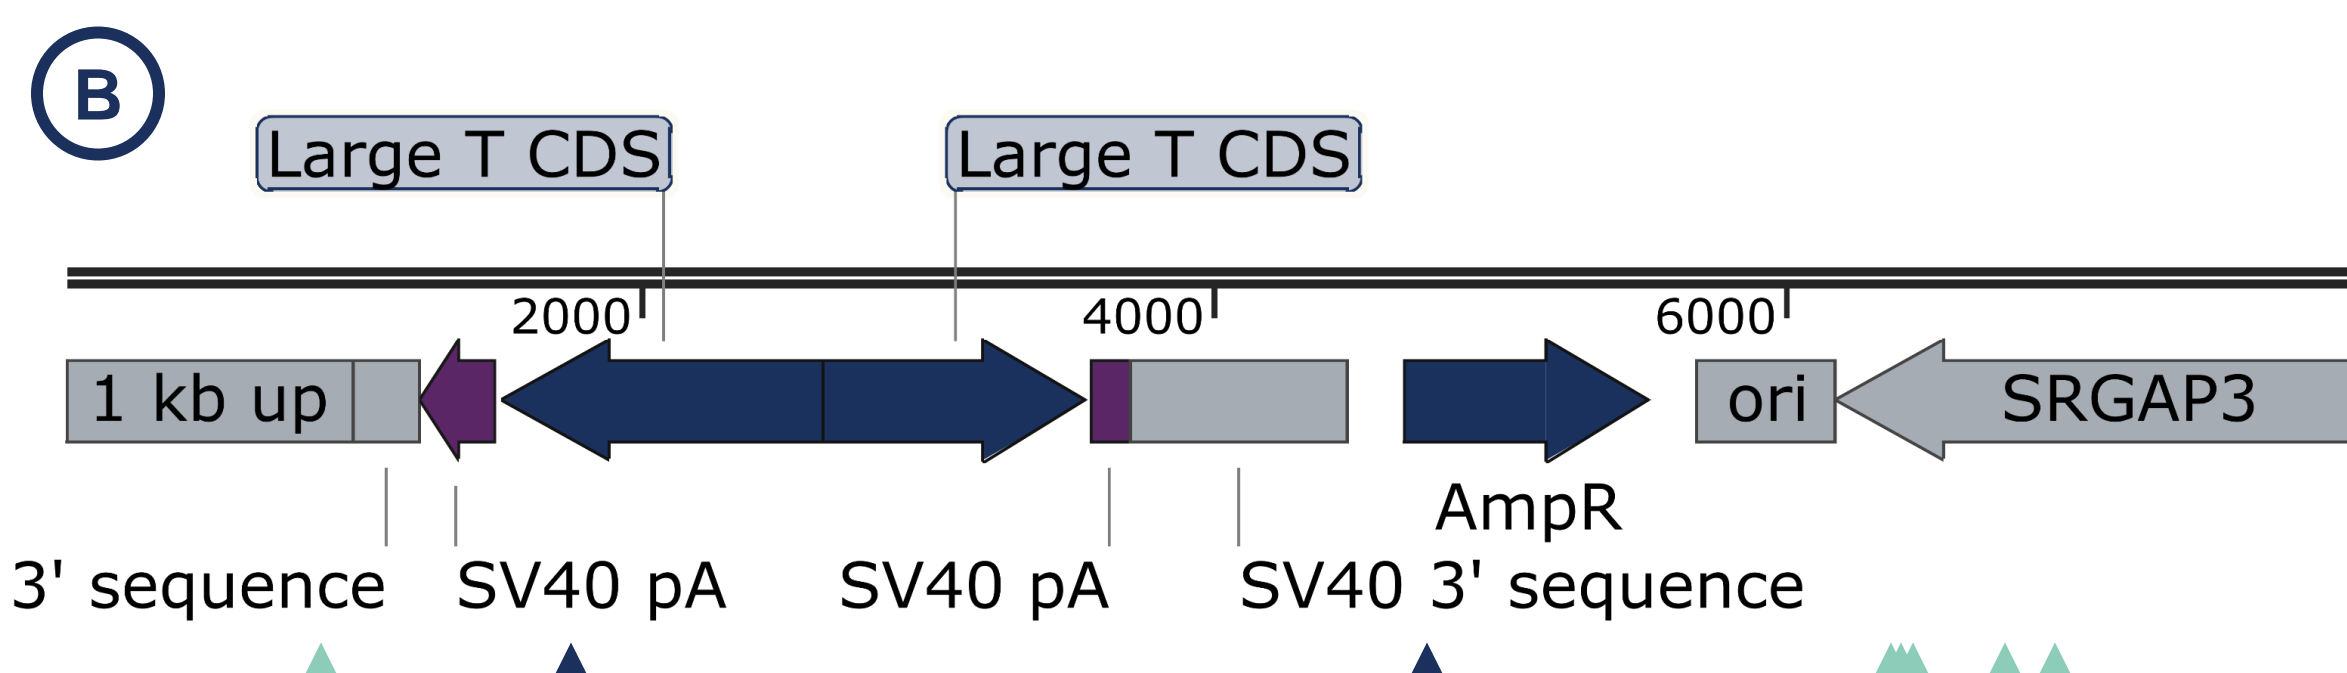 B
Large T CDS Large T CDS
2000 4000 6000
1 kb up ori SRGAP3
AmpR
3' sequence SV40 pA SV40 pA SV40 3' sequence